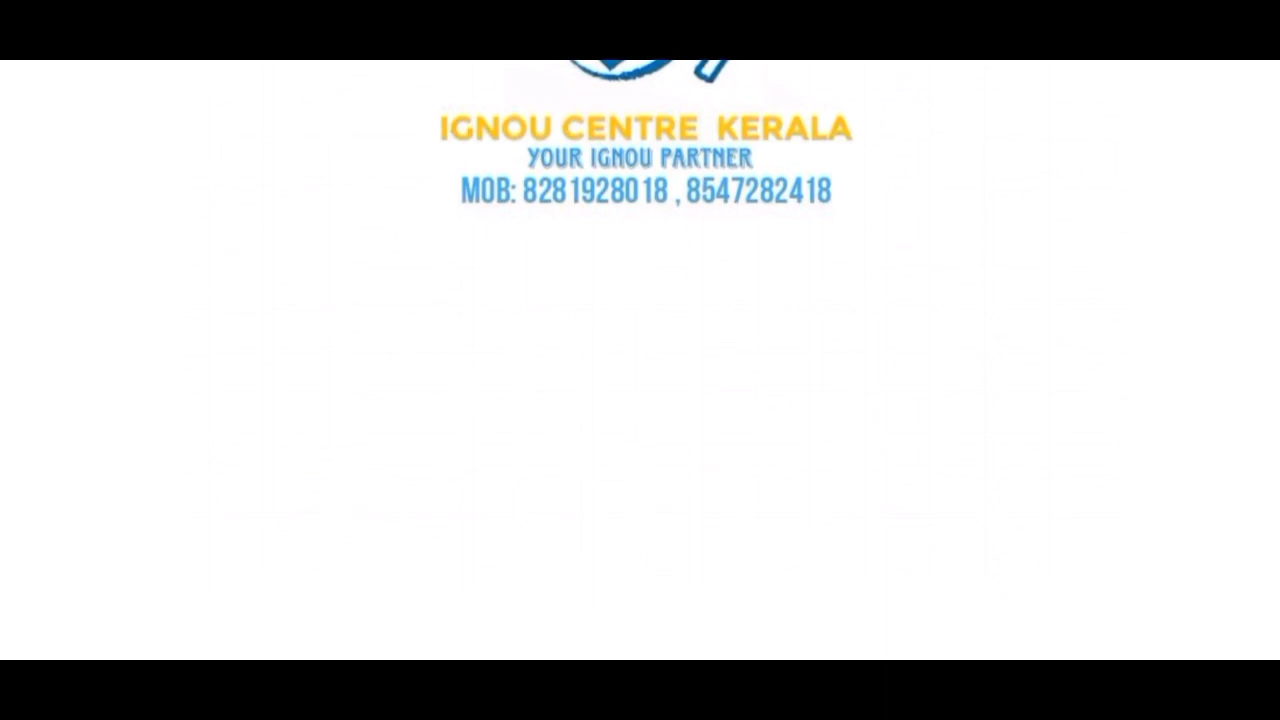 IGNOU CENTRE KERALA
YOUR IGNOU PARTNER
MOB: 8281928018 , 8547282418